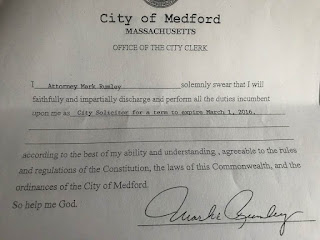 City of Medford
MASSACHUSETTS
OFFICE OF THE CITY CLERK
I Attorney Mark Rumley solemnly swear that I will
faithfully and impartially discharge and perform all the duties incumbent
upon me as City Solicitor for a term to expire March 1, 2016,
according to the best of my ability and understanding , agreeable to the rules
and regulations of the Constitution, the laws of this Commonwealth, and the
ordinances of the City of Medford.
So help me God.
Mark Rumley